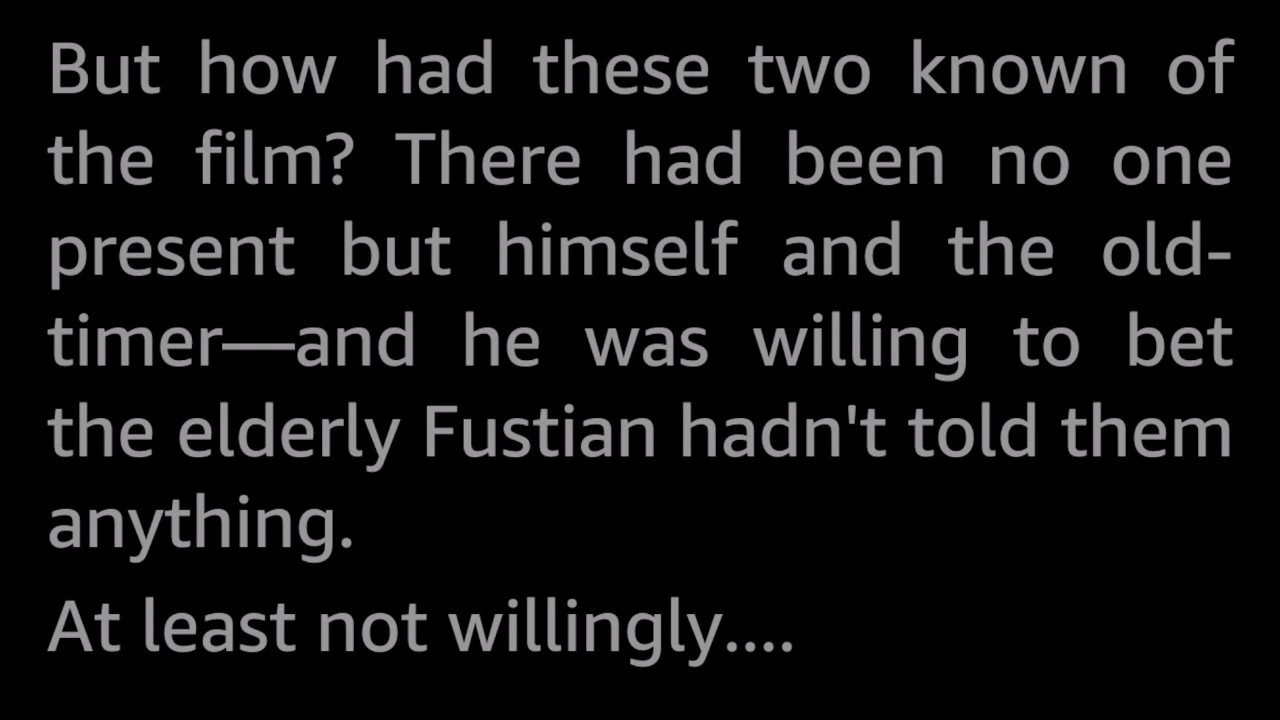 But how had these two known of
the film? There had been no one
present but himself and the old-
timer—and he was willing to bet
the elderly Fustian hadn't told them
anything.
At least not willingly....